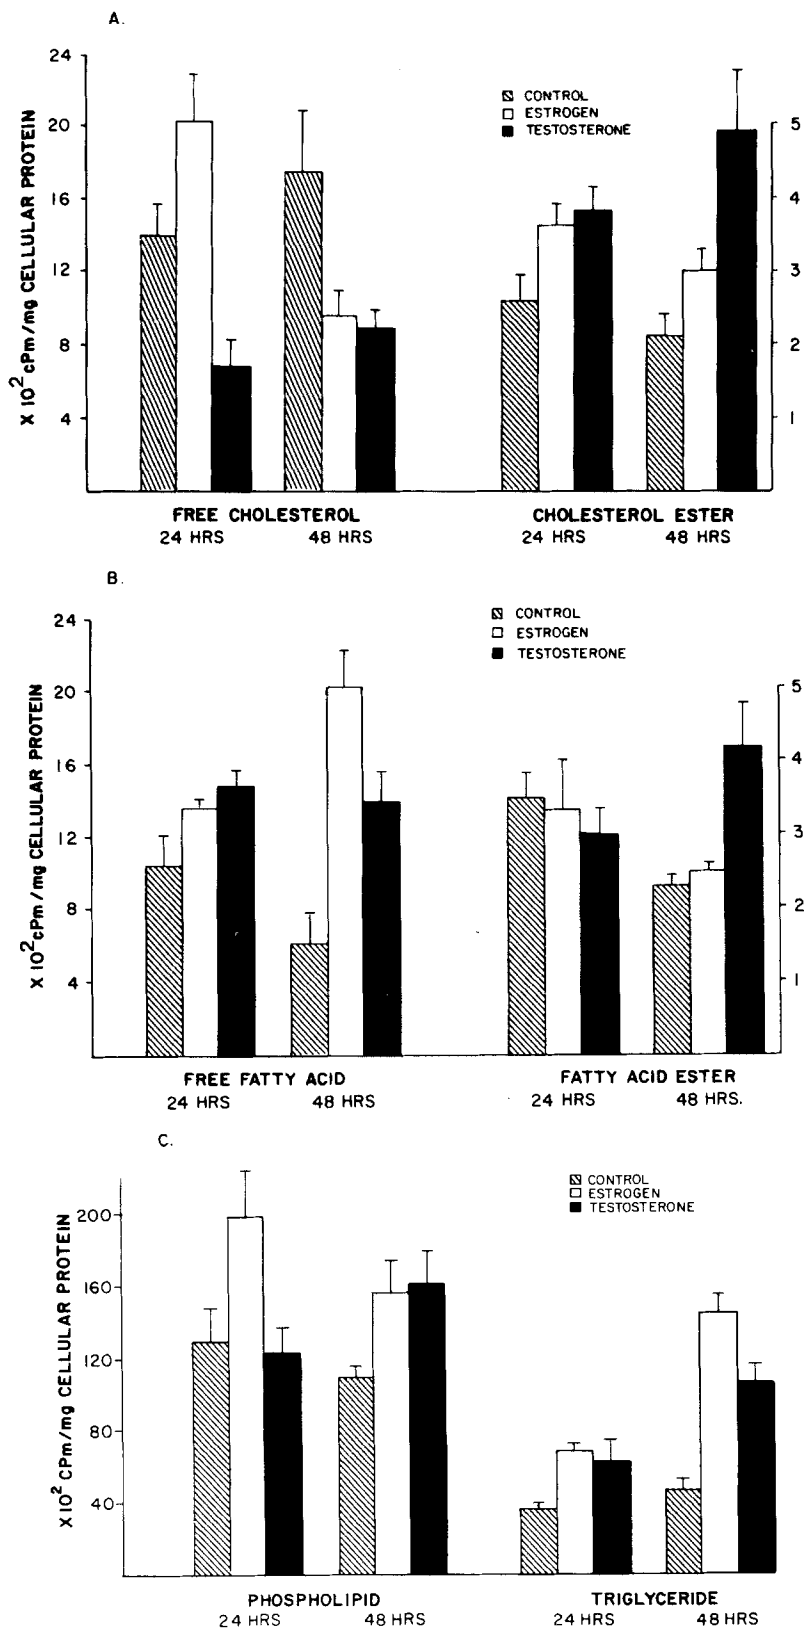 A.
X 10² cPm/mg CELLULAR PROTEIN
24
20
16
12
8
4
CONTROL
ESTROGEN
TESTOSTERONE
5
4
3
2
1
FREE CHOLESTEROL
24 HRS 48 HRS
CHOLESTEROL ESTER
24 HRS 48 HRS
B.
X 10² cPm/mg CELLULAR PROTEIN
24
20
16
12
8
4
CONTROL
ESTROGEN
TESTOSTERONE
5
4
3
2
1
FREE FATTY ACID
24 HRS 48 HRS
FATTY ACID ESTER
24 HRS 48 HRS.
C.
X 10² CPm/mg CELLULAR PROTEIN
200
160
120
80
40
CONTROL
ESTROGEN
TESTOSTERONE
PHOSPHOLIPID
24 HRS 48 HRS
TRIGLYCERIDE
24 HRS 48 HRS